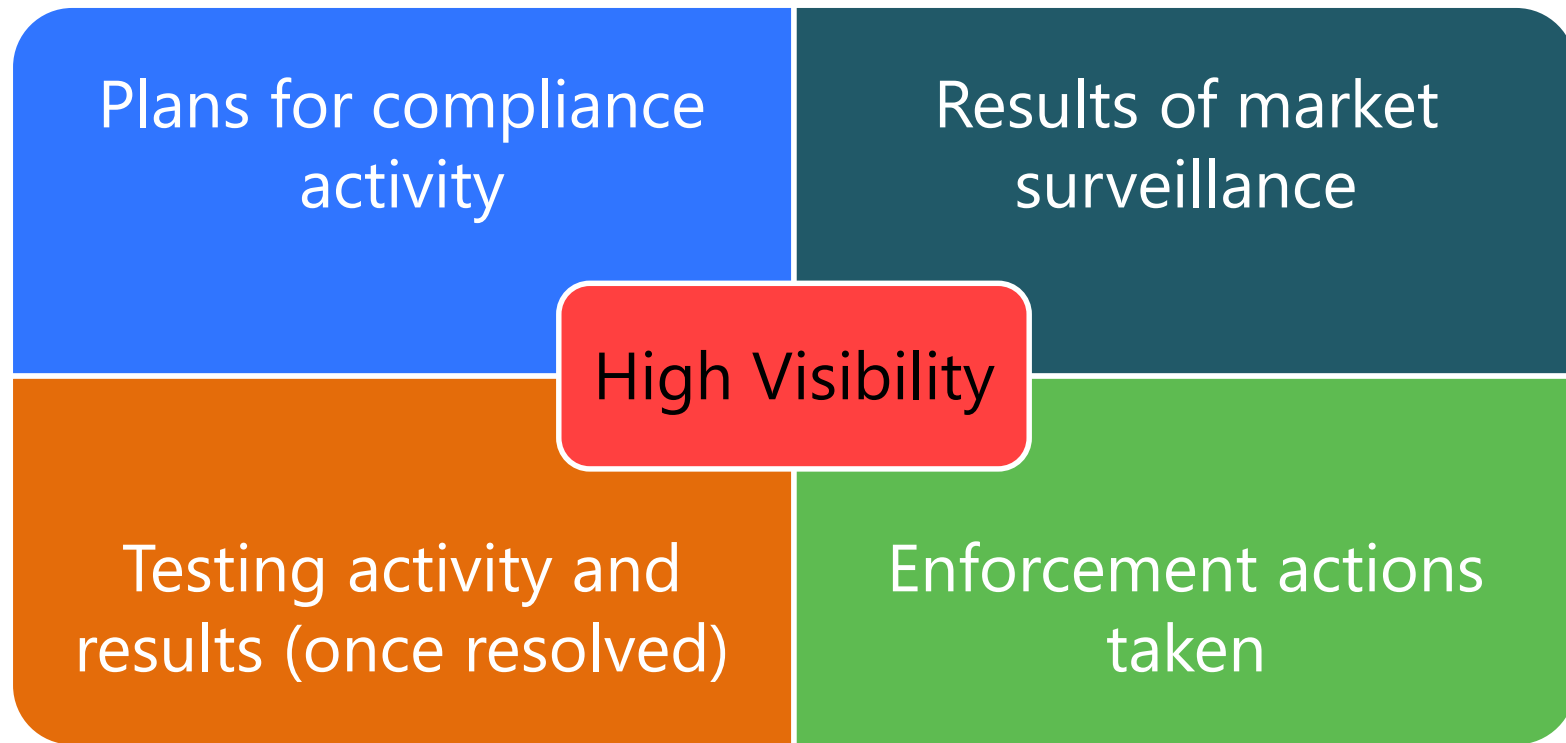 Plans for compliance
activity
Results of market
surveillance
High Visibility
Testing activity and
results (once resolved)
Enforcement actions
taken